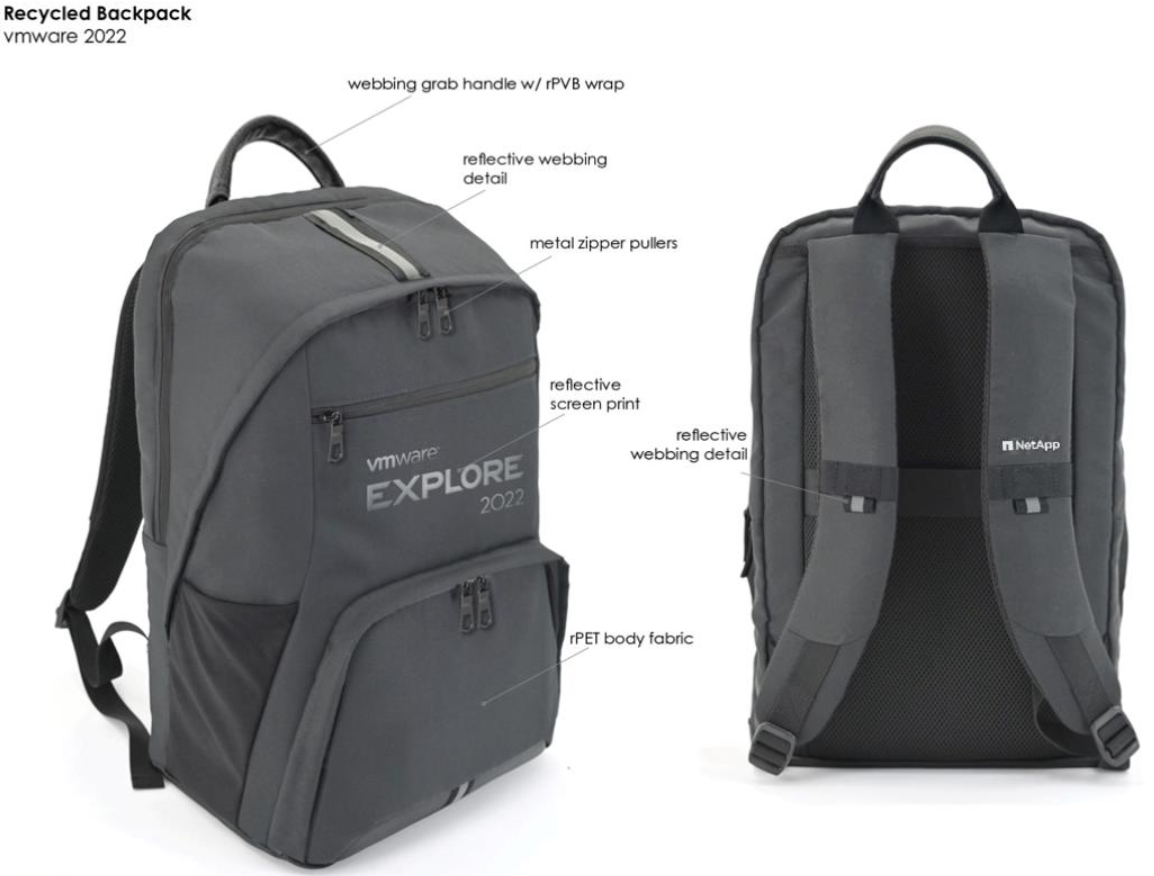 Recycled Backpack
vmware 2022
webbing grab handle w/ rPVB wrap
reflective webbing
detail
metal zipper pullers
reflective
screen print
vmware
EXPLORE
2022
rPET body fabric
reflective
webbing detail
NetApp